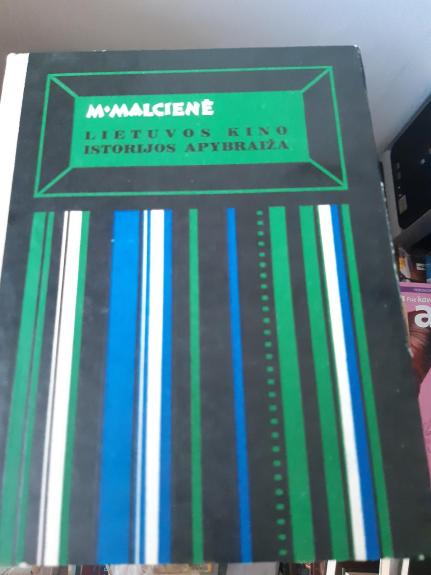 M·MALCIENĖ
LIETUVOS KINO
ISTORIJOS APYBRAIŽA